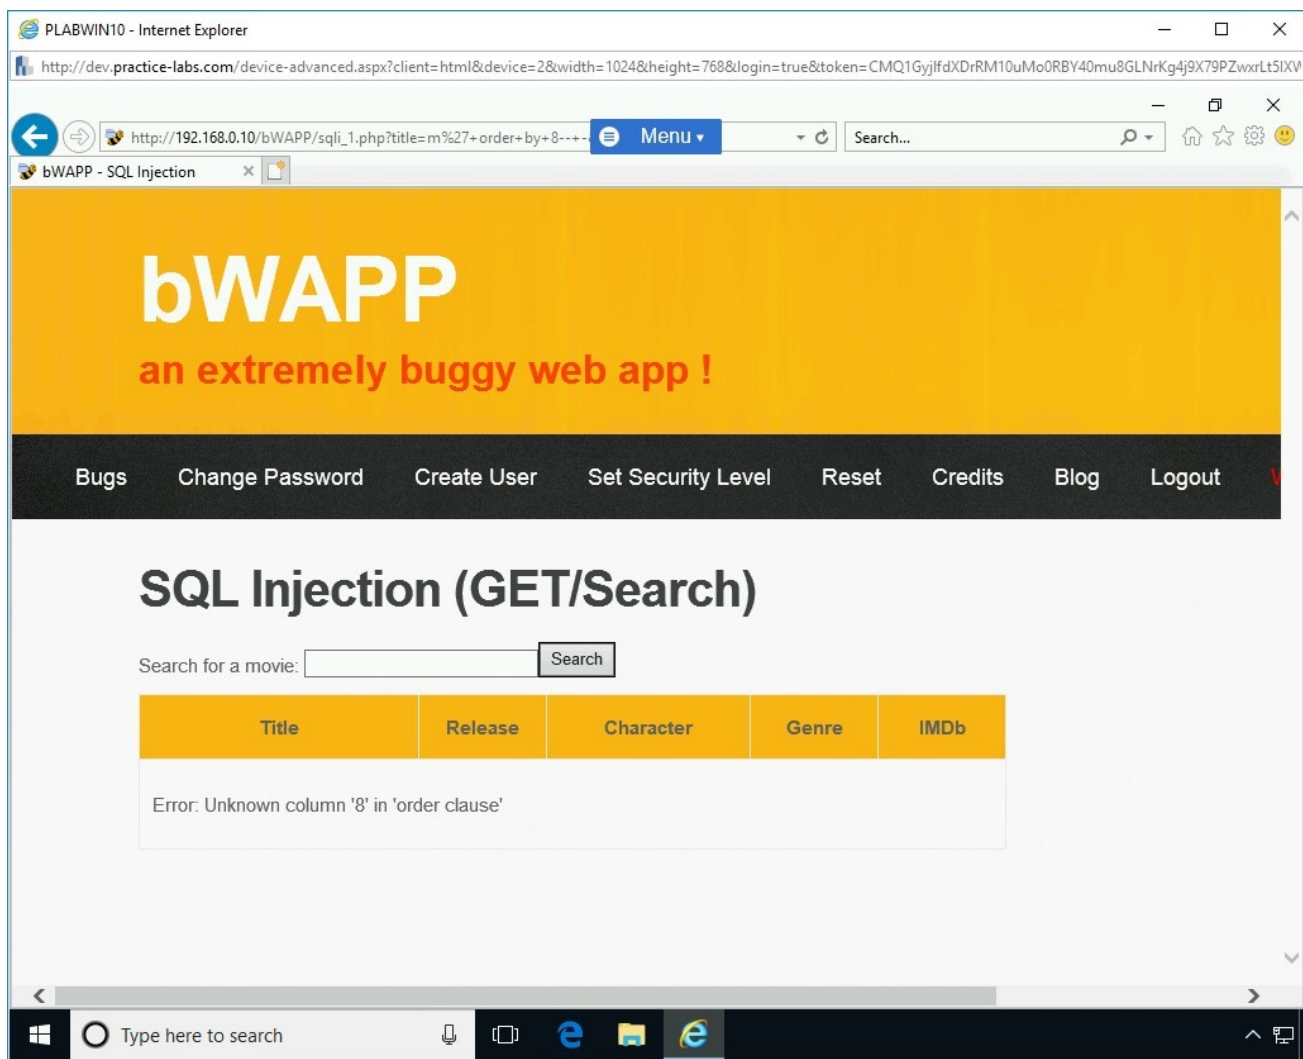 PLABWIN10 - Internet Explorer
http://dev.practice-labs.com/device-advanced.aspx?client=html&device=2&width=1024&height=768&login=true&token=CMQ1GyjlfdXDrRM10uMo0RBY40mu8GLNrKg4j9X79PZwxrLt5IXV
http://192.168.0.10/bWAPP/sqli_1.php?title=m%27+order+by+8--+- Menu Search...
bWAPP - SQL Injection
bWAPP
an extremely buggy web app !
Bugs Change Password Create User Set Security Level Reset Credits Blog Logout
SQL Injection (GET/Search)
Search for a movie: Search
Title Release Character Genre IMDb
Error: Unknown column '8' in 'order clause'
Type here to search